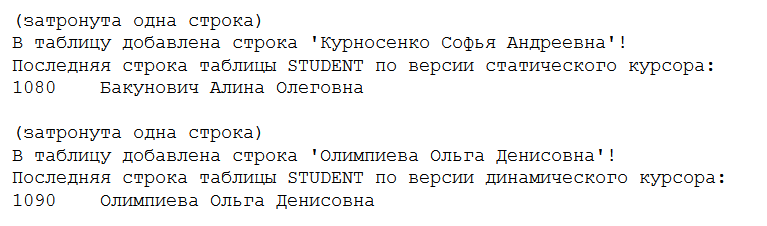 (затронута одна строка)
В таблицу добавлена строка 'Курносенко Софья Андреевна'!
Последняя строка таблицы STUDENT по версии статического курсора:
1080    Бакунович Алина Олеговна
(затронута одна строка)
В таблицу добавлена строка 'Олимпиева Ольга Денисовна'!
Последняя строка таблицы STUDENT по версии динамического курсора:
1090    Олимпиева Ольга Денисовна